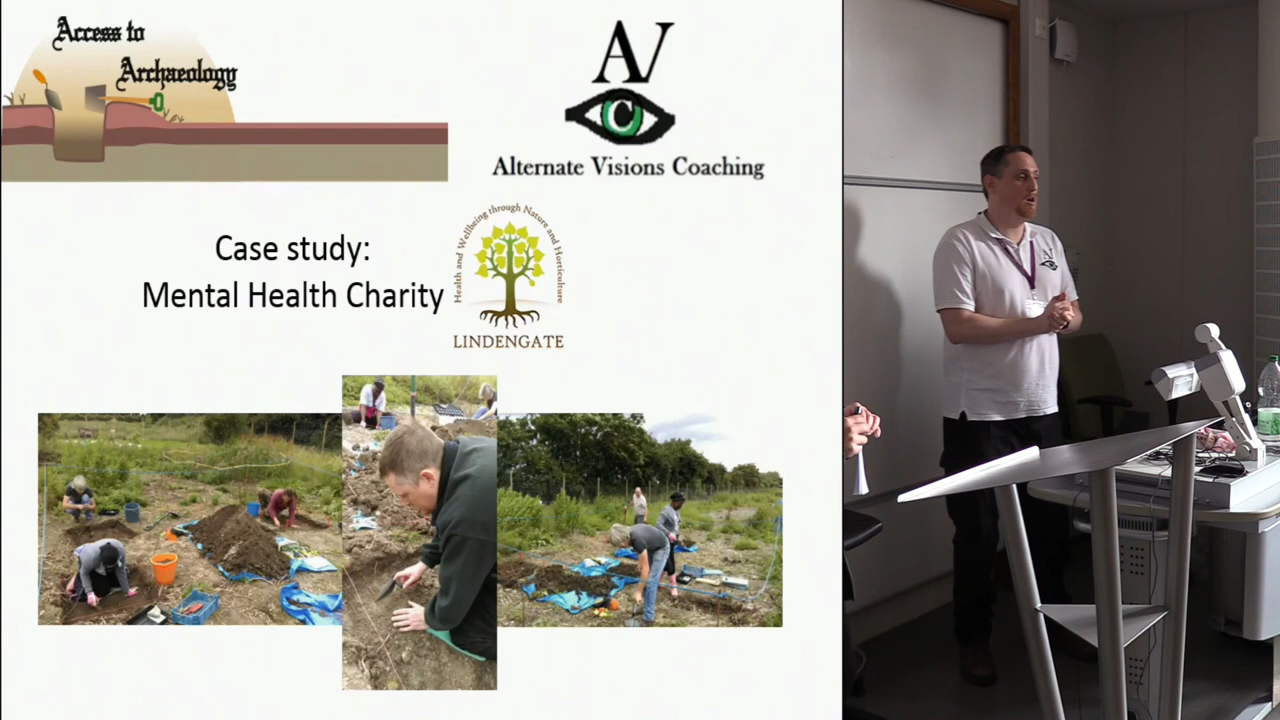 Access to
Archaeology
AV
C
Alternate Visions Coaching
Health and Wellbeing through Nature and Horticulture
Case study:
Mental Health Charity
LINDENGATE
AV